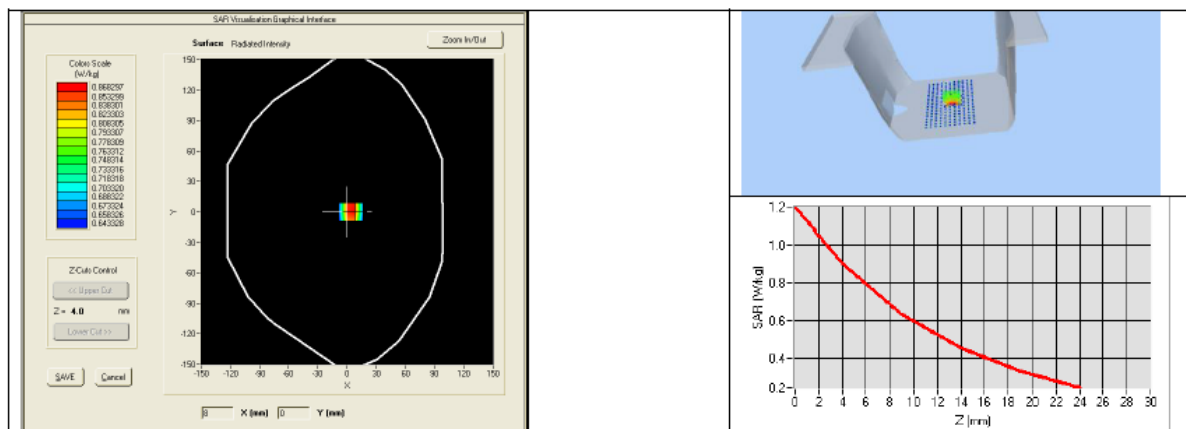 SAR Visualisation Graphical Interface
Surface Radiated Intensity
Zoom In/Out
Colors Scale
(W/kg)
0.868297
0.853299
0.838301
0.823303
0.808305
0.793307
0.778309
0.763312
0.748314
0.733316
0.718318
0.703320
0.688322
0.673324
0.658326
0.643328
Z-Cuts Control
<< Upper Cut
Z = 4.0 mm
Lower Cut >>
SAVE Cancel
150
120
90
60
30
0
-30
-60
-90
-120
-150
Y
-150 -120 -90 -60 -30 0 30 60 90 120 150
X
8 X (mm) 0 Y (mm)
1.2
1.0
0.8
0.6
0.4
0.2
SAR (W/kg)
0 2 4 6 8 10 12 14 16 18 20 22 24 26 28 30
Z (mm)